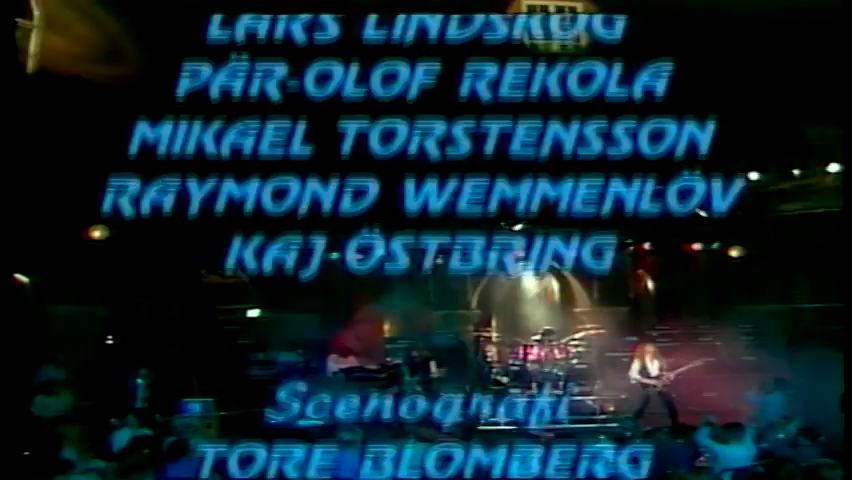 LARS LINDSKOG
PÄR-OLOF REKOLA
MIKAEL TORSTENSSON
RAYMOND WEMMENLÖV
KAJ ÖSTBRING
Scenografi
TORE BLOMBERG